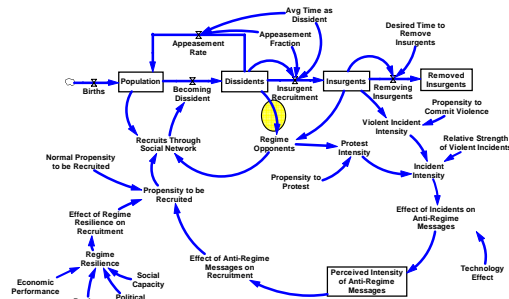 Avg Time as
Dissident
Appeasement
Fraction
Desired Time to
Remove
Insurgents
Appeasement
Rate
Births
Population
Becoming
Dissident
Dissidents
Insurgent
Recruitment
Insurgents
Removing
Insurgents
Removed
Insurgents
Propensity to
Commit Violence
Violent Incident
Intensity
Relative Strength
of Violent Incidents
Recruits Through
Social Network
Regime
Opponents
Protest
Intensity
Incident
Intensity
Normal Propensity
to be Recruited
Propensity to be
Recruited
Propensity to
Protest
Effect of Regime
Resilience on
Recruitment
Effect of Incidents on
Anti-Regime
Messages
Regime
Resilience
Effect of Anti-Regime
Messages on
Recruitment
Social
Capacity
Economic
Performance
Perceived Intensity
of Anti-Regime
Messages
Technology
Effect
Political